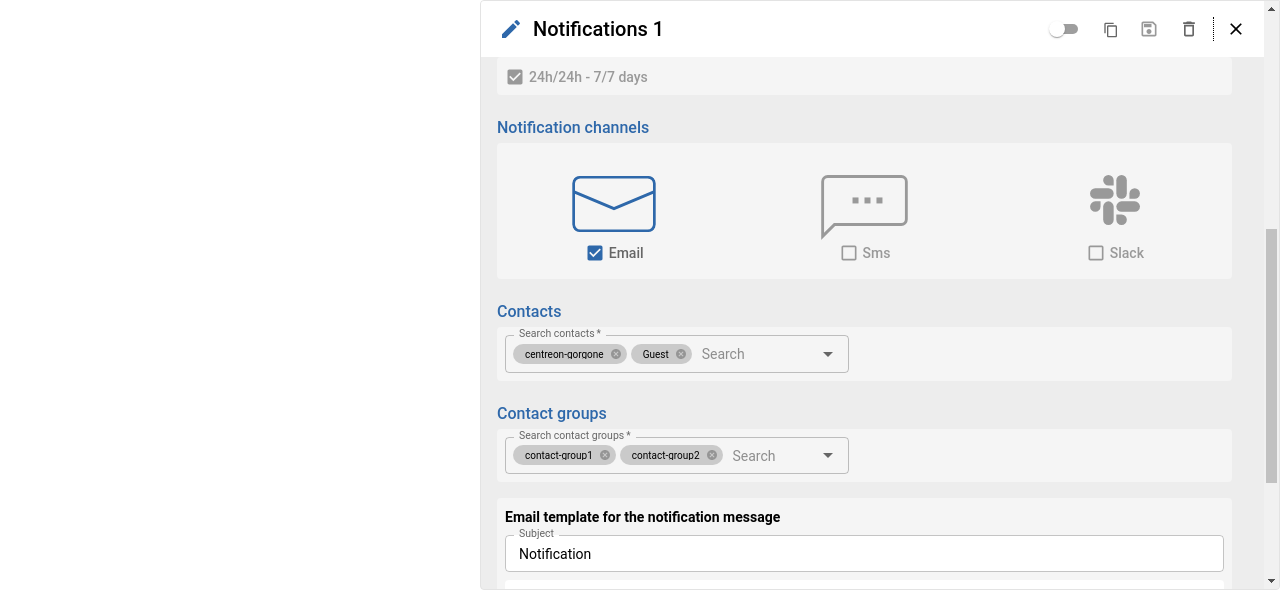 Notifications 1
24h/24h - 7/7 days
Notification channels
Email
Sms
Slack
Contacts
Search contacts *
centreon-gorgone
Guest
Search
Contact groups
Search contact groups *
contact-group1
contact-group2
Search
Email template for the notification message
Subject
Notification